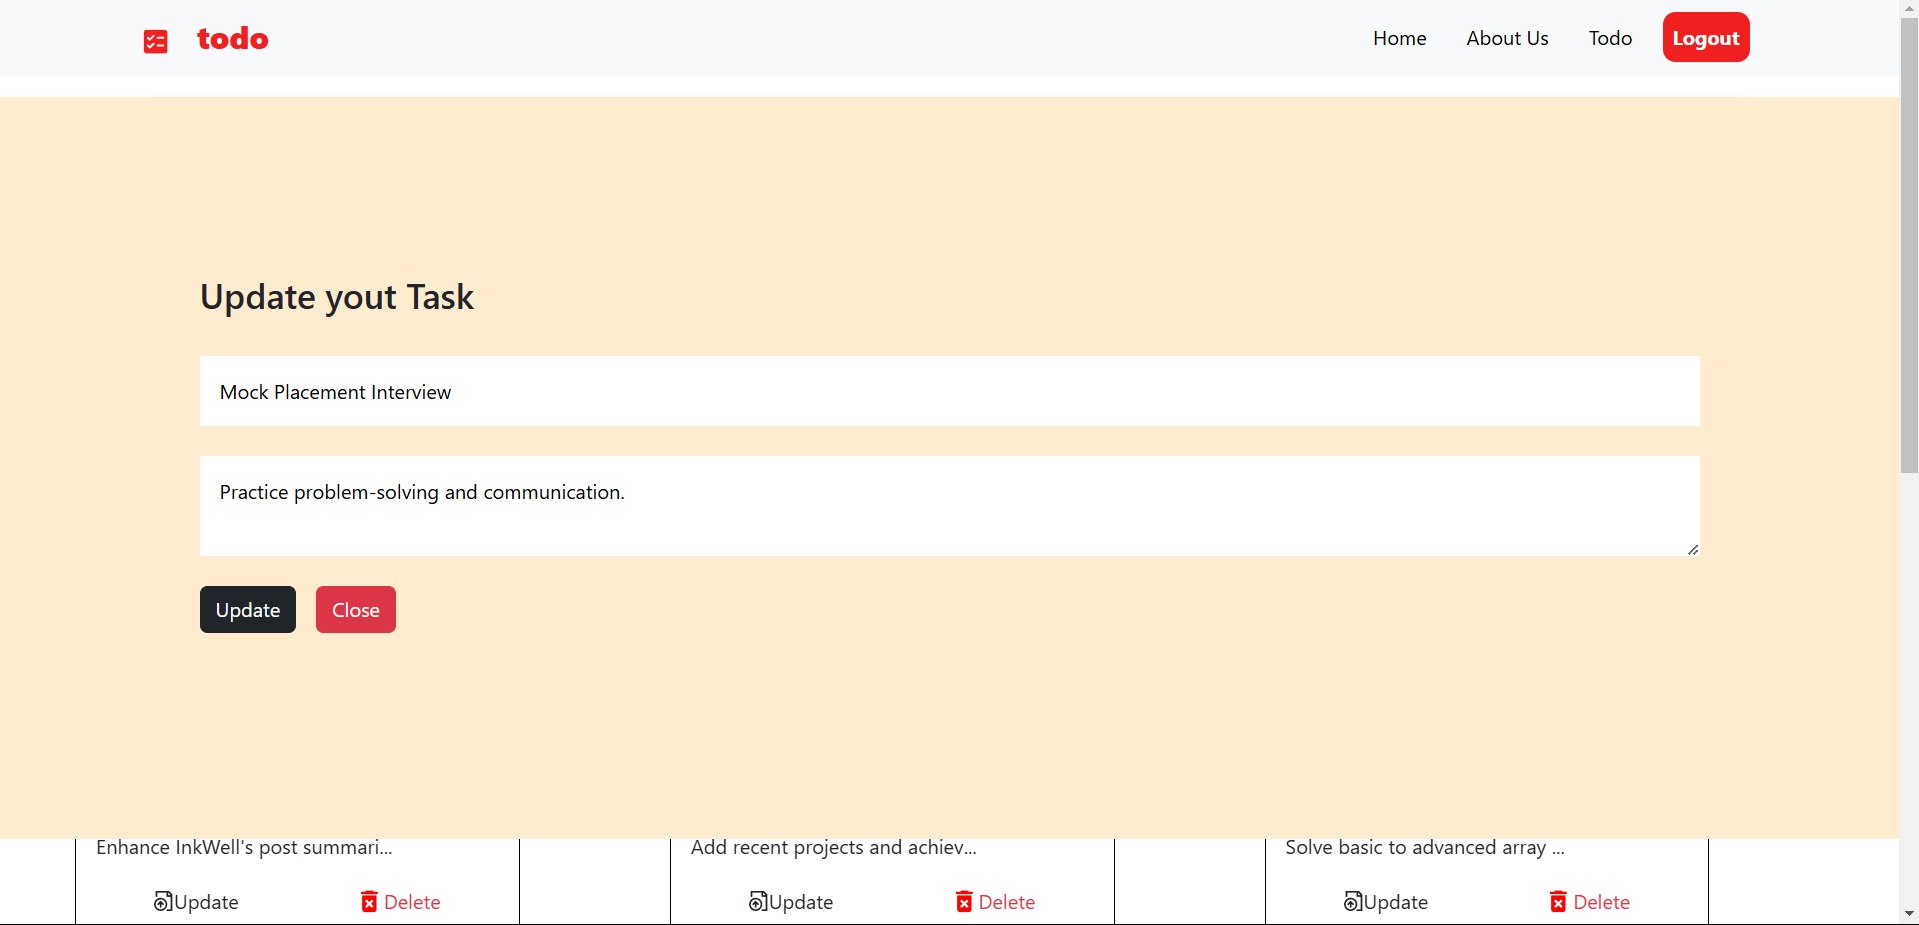 todo
Home About Us Todo Logout
Update yout Task
Mock Placement Interview
Practice problem-solving and communication.
Update Close
Enhance InkWell's post summari... Add recent projects and achiev... Solve basic to advanced array ...
Update Delete Update Delete Update Delete